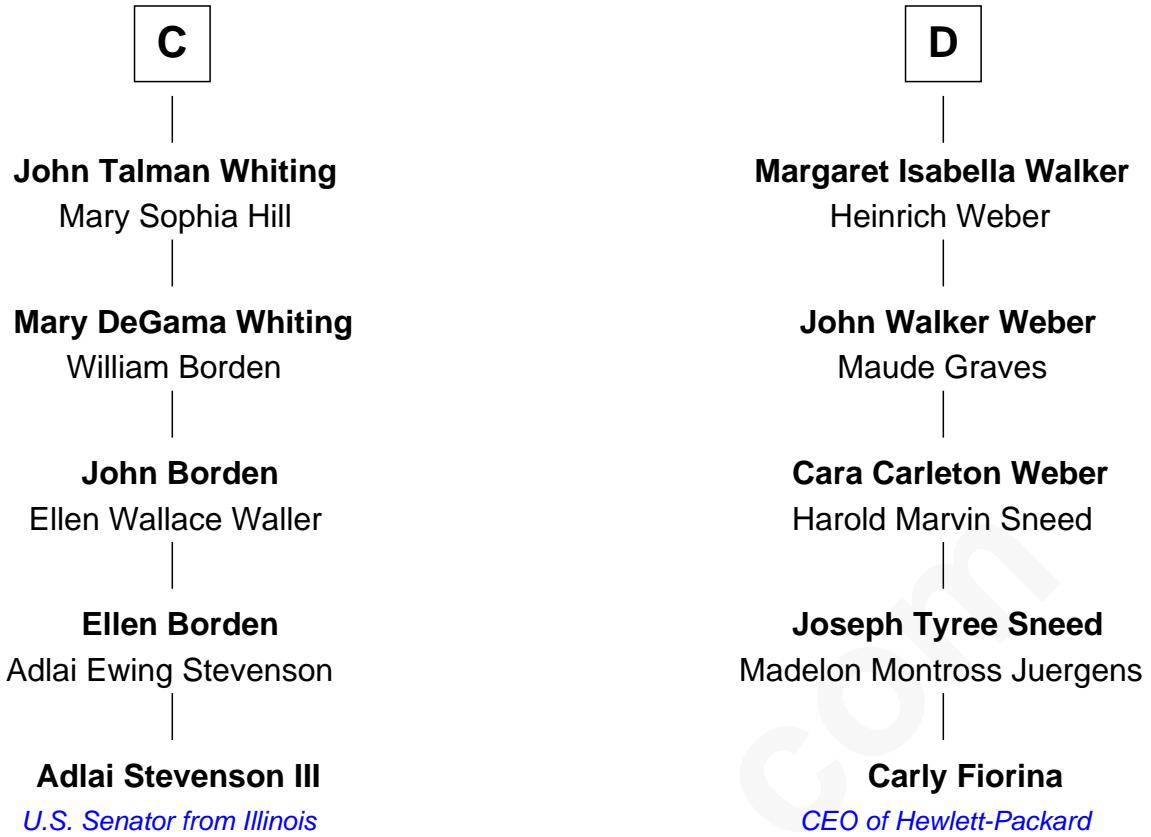 C
John Talman Whiting
Mary Sophia Hill
Mary DeGama Whiting
William Borden
John Borden
Ellen Wallace Waller
Ellen Borden
Adlai Ewing Stevenson
Adlai Stevenson III
U.S. Senator from Illinois
D
Margaret Isabella Walker
Heinrich Weber
John Walker Weber
Maude Graves
Cara Carleton Weber
Harold Marvin Sneed
Joseph Tyree Sneed
Madelon Montross Juergens
Carly Fiorina
CEO of Hewlett-Packard
com